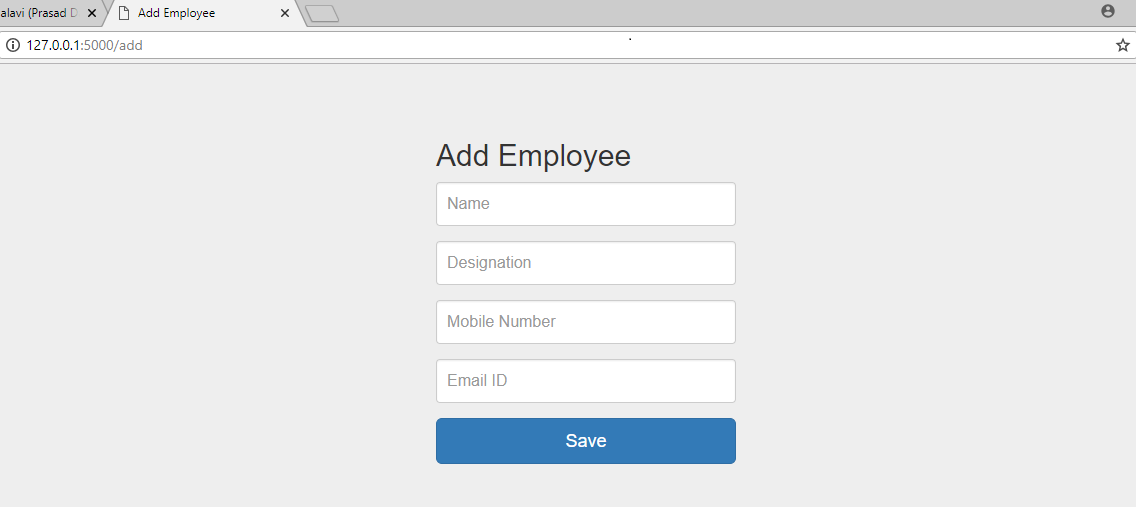 alavi (Prasad D
Add Employee
127.0.0.1:5000/add
Add Employee
Name
Designation
Mobile Number
Email ID
Save